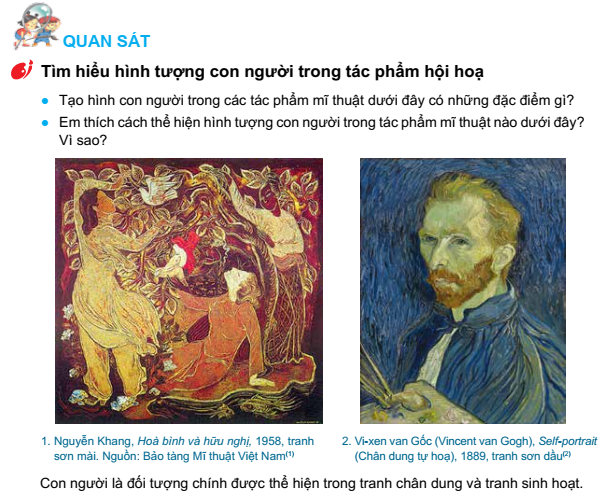 QUAN SÁT
Tìm hiểu hình tượng con người trong tác phẩm hội hoạ
• Tạo hình con người trong các tác phẩm mĩ thuật dưới đây có những đặc điểm gì?
• Em thích cách thể hiện hình tượng con người trong tác phẩm mĩ thuật nào dưới đây?
Vì sao?
1. Nguyễn Khang, Hoà bình và hữu nghị, 1958, tranh
sơn mài. Nguồn: Bảo tàng Mĩ thuật Việt Nam(1)
2. Vi-xen van Gốc (Vincent van Gogh), Self-portrait
(Chân dung tự hoạ), 1889, tranh sơn dầu(2)
Con người là đối tượng chính được thể hiện trong tranh chân dung và tranh sinh hoạt.